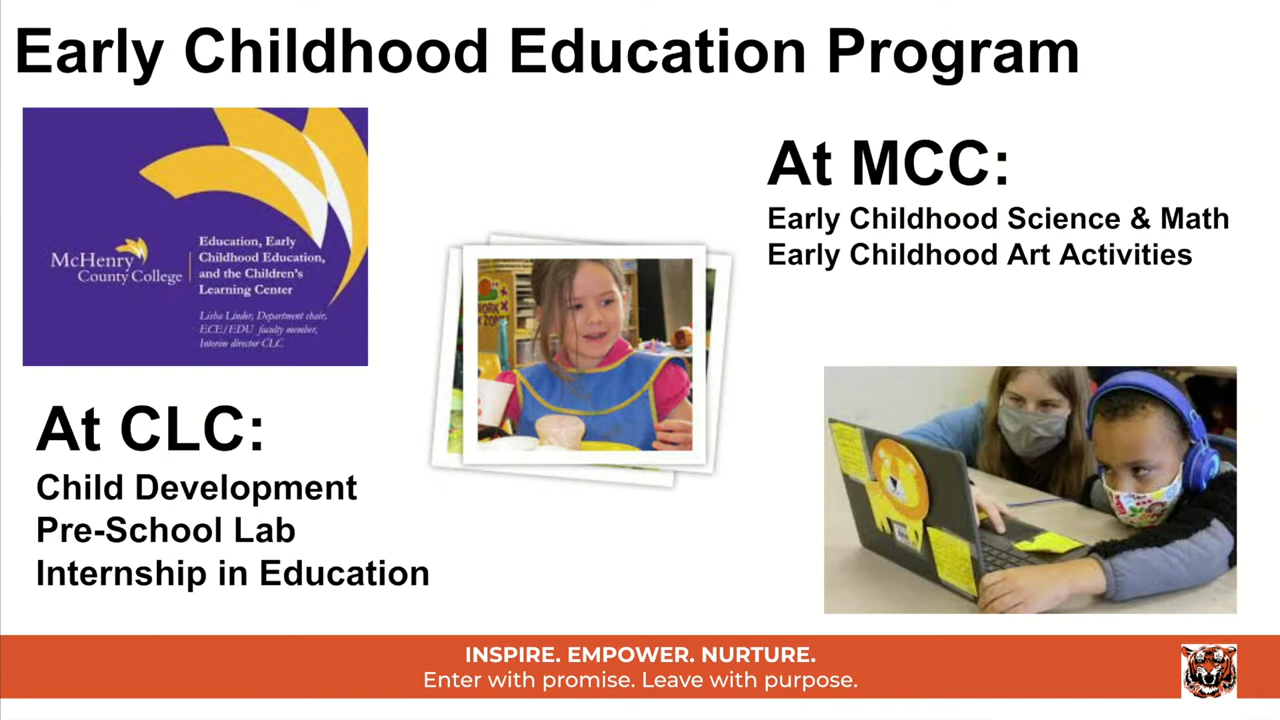 Early Childhood Education Program
McHenry
County College
Education, Early
Childhood Education,
and the Children's
Learning Center
Lisha Linder, Department chair,
ECE/EDU faculty member,
Interim director CLC
At MCC:
Early Childhood Science & Math
Early Childhood Art Activities
At CLC:
Child Development
Pre-School Lab
Internship in Education
INSPIRE. EMPOWER. NURTURE.
Enter with promise. Leave with purpose.